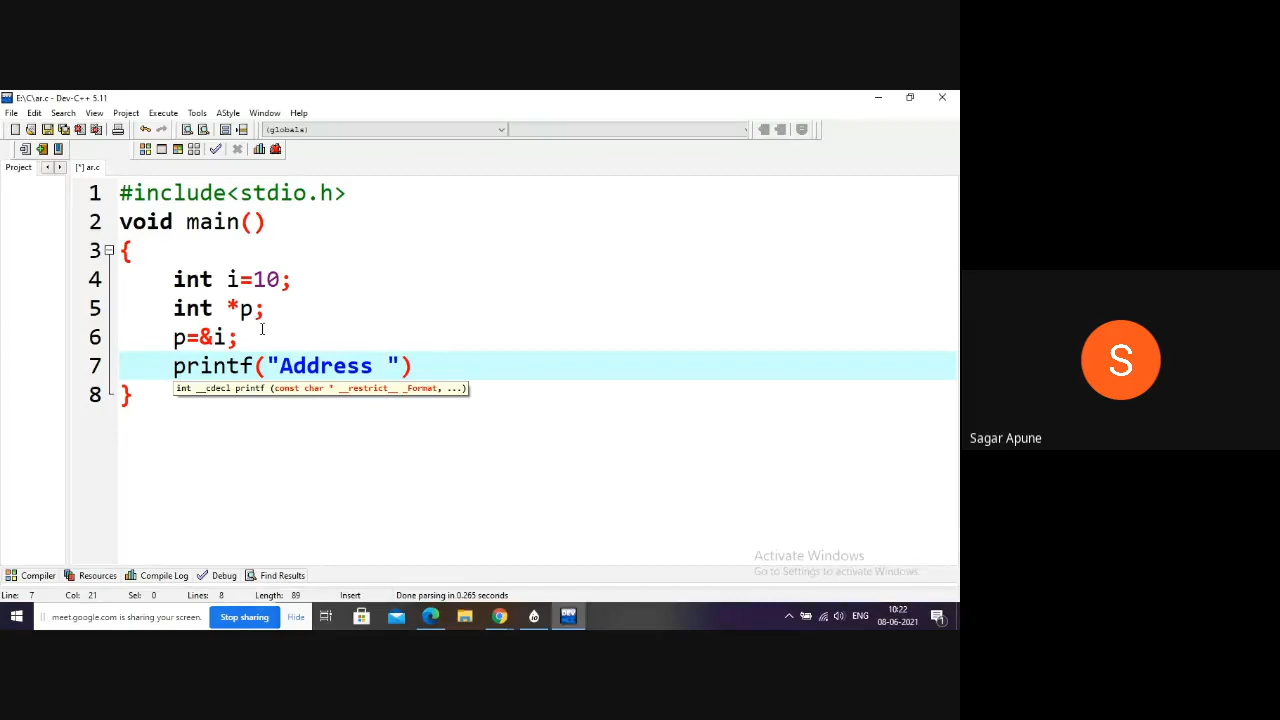 E:\C\ar.c - Dev-C++ 5.11
File Edit Search View Project Execute Tools AStyle Window Help
(globals)
Project [*] ar.c
1 #include<stdio.h>
2 void main()
3 {
4 int i=10;
5 int *p;
6 p=&i;
7 printf("Address ")
int __cdecl printf (const char * __restrict__ _Format, ...)
8 }
S
Sagar Apune
Activate Windows
Go to Settings to activate Windows.
Compiler Resources Compile Log Debug Find Results
Line: 7 Col: 21 Sel: 0 Lines: 8 Length: 89 Insert Done parsing in 0.265 seconds
meet.google.com is sharing your screen. Stop sharing Hide
DEV
ENG
10:22
08-06-2021
1